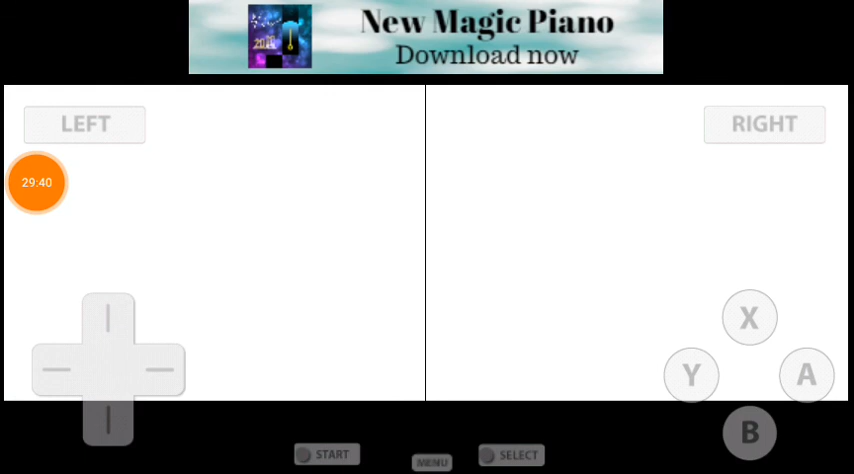 New Magic Piano
Download now
LEFT
RIGHT
29:40
X
Y
A
B
START
MENU
SELECT